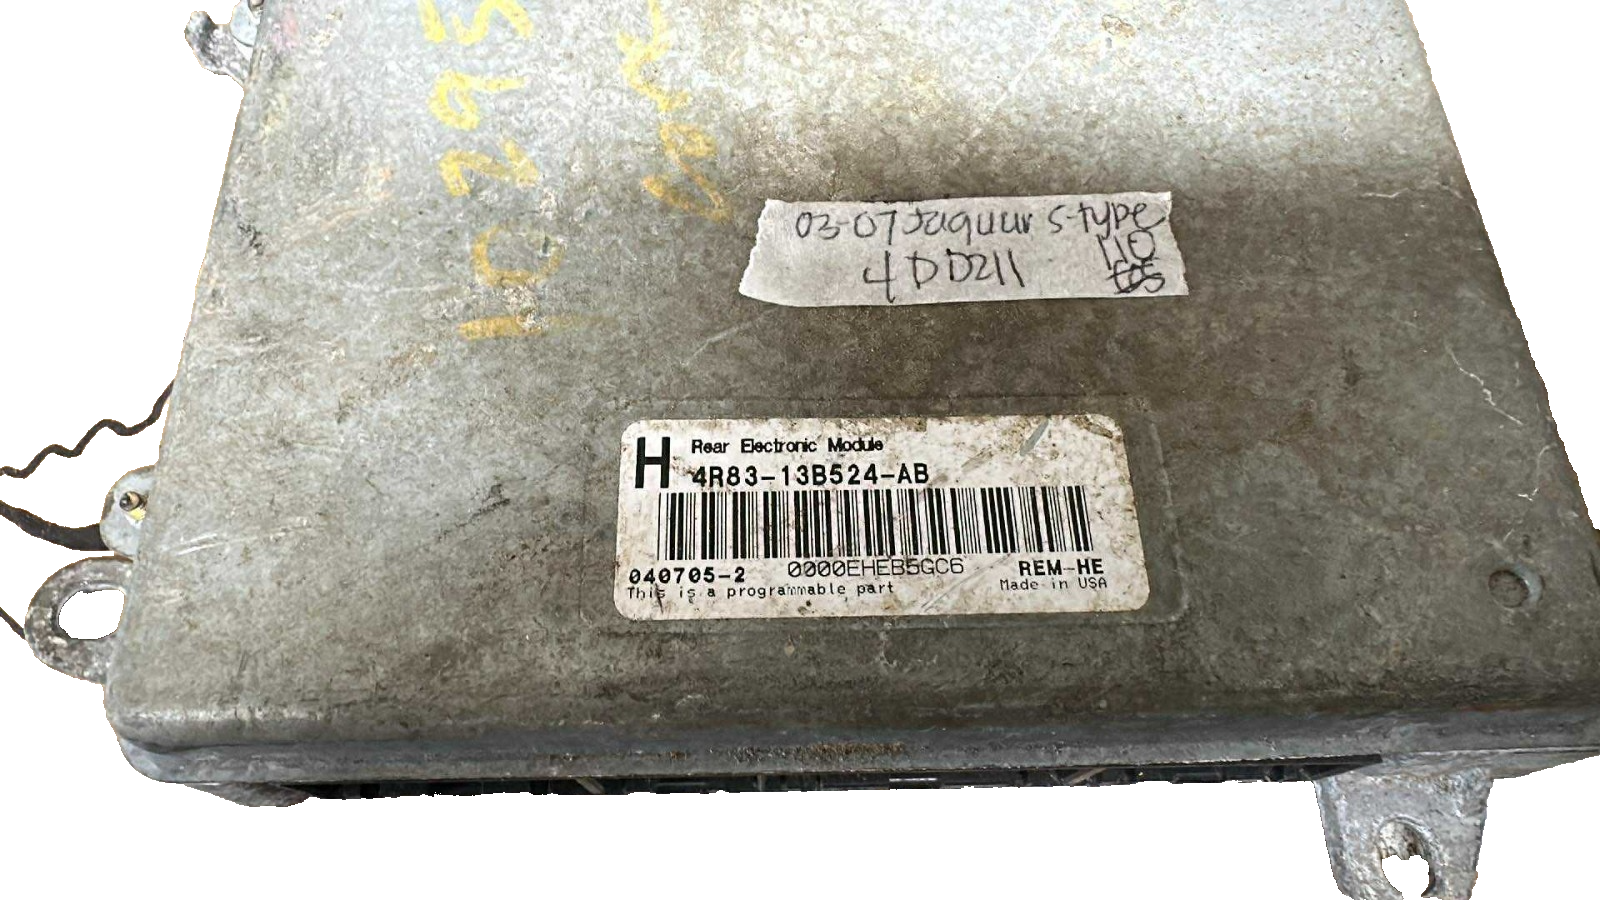 03-07 Jaguar S-type
4DD211
110
H
Rear Electronic Module
4R83-13B524-AB
040705-2 0000EHEB5GC6 REM-HE
This is a programmable part Made in USA